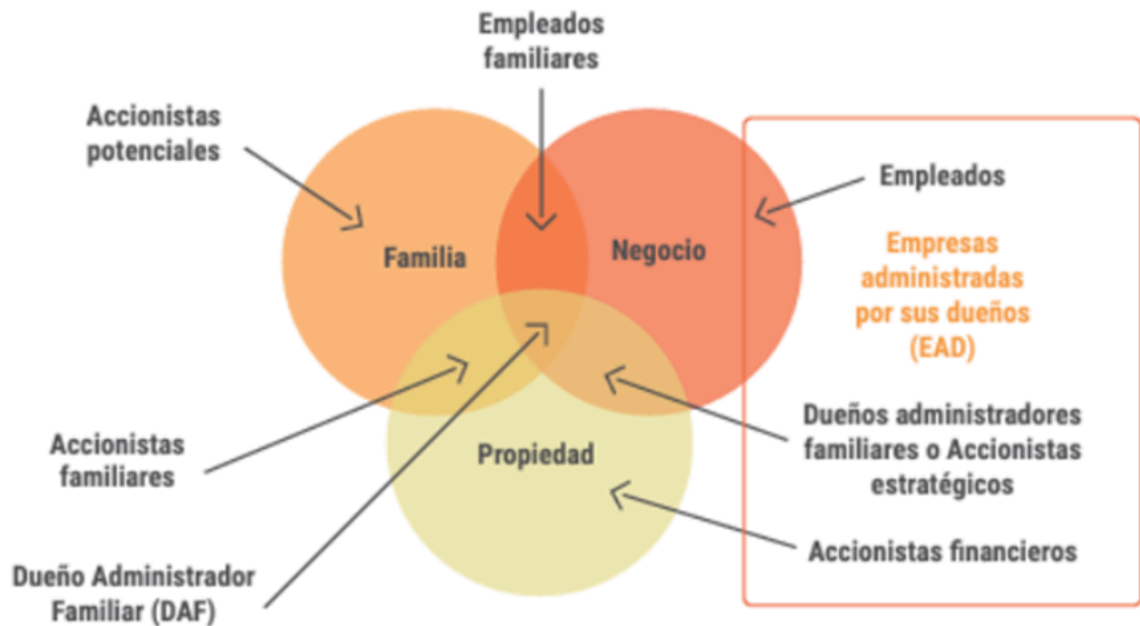 Empleados
familiares
Accionistas
potenciales
Familia
Negocio
Empleados
Empresas
administradas
por sus dueños
(EAD)
Accionistas
familiares
Propiedad
Dueños administradores
familiares o Accionistas
estratégicos
Accionistas financieros
Dueño Administrador
Familiar (DAF)